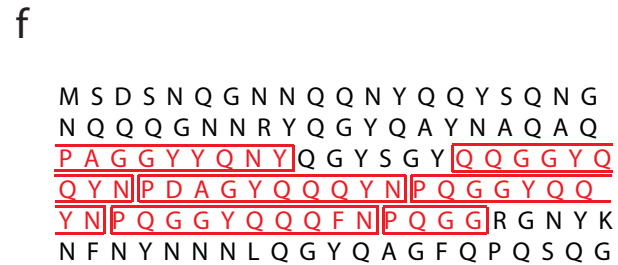 f
M S D S N Q G N N Q Q N Y Q Q Y S Q N G
N Q Q Q G N N R Y Q G Y Q A Y N A Q A Q
P A G G Y Y Q N Y Q G Y S G Y Q Q G G Y Q
Q Y N P D A G Y Q Q Q Y N P Q G G Y Q Q
Y N P Q G G Y Q Q Q F N P Q G G R G N Y K
N F N Y N N N L Q G Y Q A G F Q P Q S Q G